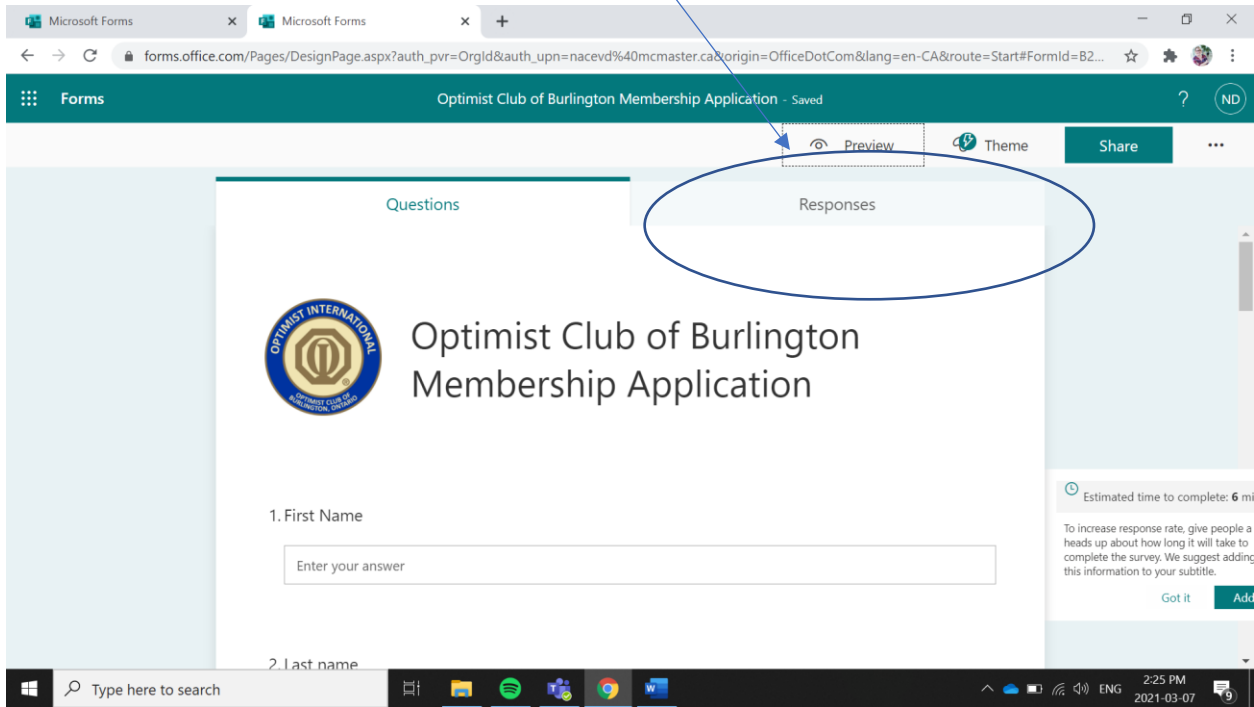 Microsoft Forms
Microsoft Forms
forms.office.com/Pages/DesignPage.aspx?auth_pvr=OrgId&auth_upn=nacevd%40mcmaster.ca&origin=OfficeDotCom&lang=en-CA&route=Start#FormId=B2...
Forms
Optimist Club of Burlington Membership Application - Saved
?
ND
Preview
Theme
Share
...
Questions
Responses
OPTIMIST INTERNATIONAL
OI
OPTIMIST CLUB OF
BURLINGTON, ONTARIO
Optimist Club of Burlington
Membership Application
Estimated time to complete: 6 mi
To increase response rate, give people a
heads up about how long it will take to
complete the survey. We suggest adding
this information to your subtitle.
Got it
Add
1. First Name
Enter your answer
2. Last name
Type here to search
ENG
2:25 PM
2021-03-07
9